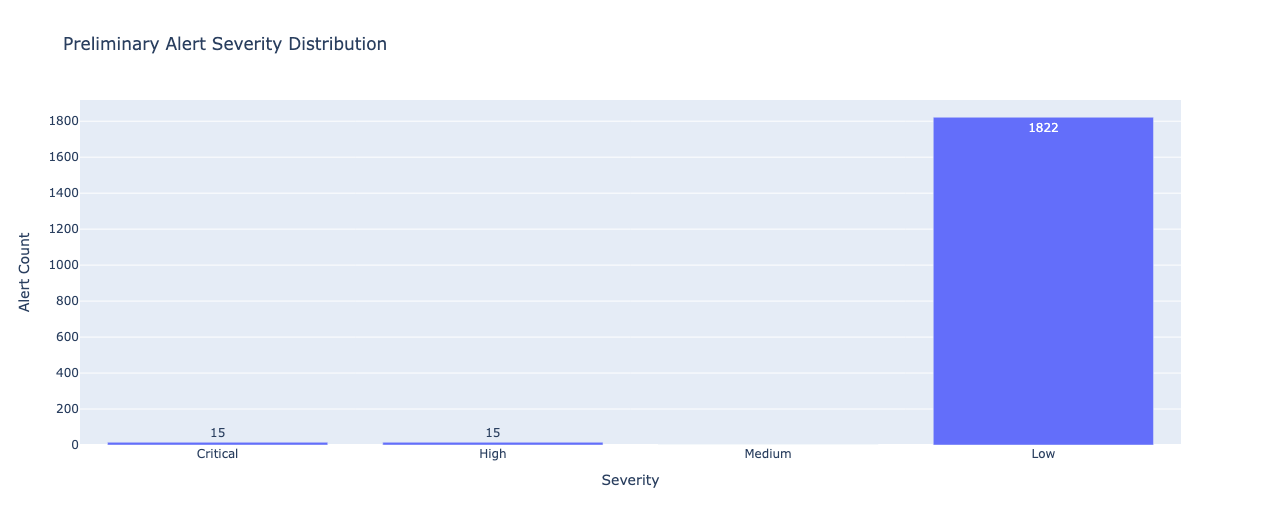 Preliminary Alert Severity Distribution
Alert Count
1800
1600
1400
1200
1000
800
600
400
200
0
15
15
1822
Critical
High
Medium
Low
Severity